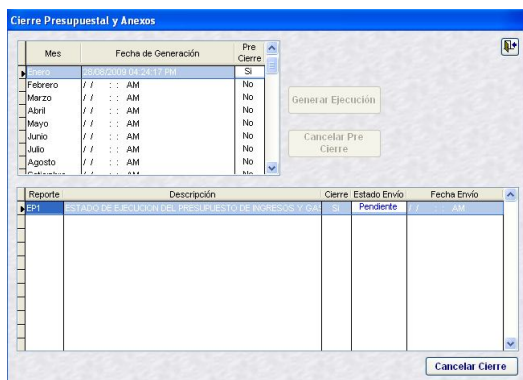 Cierre Presupuestal y Anexos
Mes Fecha de Generación Pre Cierre
Enero 28/08/2009 04:24:17 PM Si
Febrero / / : : AM No
Marzo / / : : AM No
Abril / / : : AM No
Mayo / / : : AM No
Junio / / : : AM No
Julio / / : : AM No
Agosto / / : : AM No
Setiembre / / : : AM No
Generar Ejecución
Cancelar Pre
Cierre
Reporte Descripción Cierre Estado Envío Fecha Envío
EP1 ESTADO DE EJECUCION DEL PRESUPUESTO DE INGRESOS Y GAS Si Pendiente / / : : AM
Cancelar Cierre